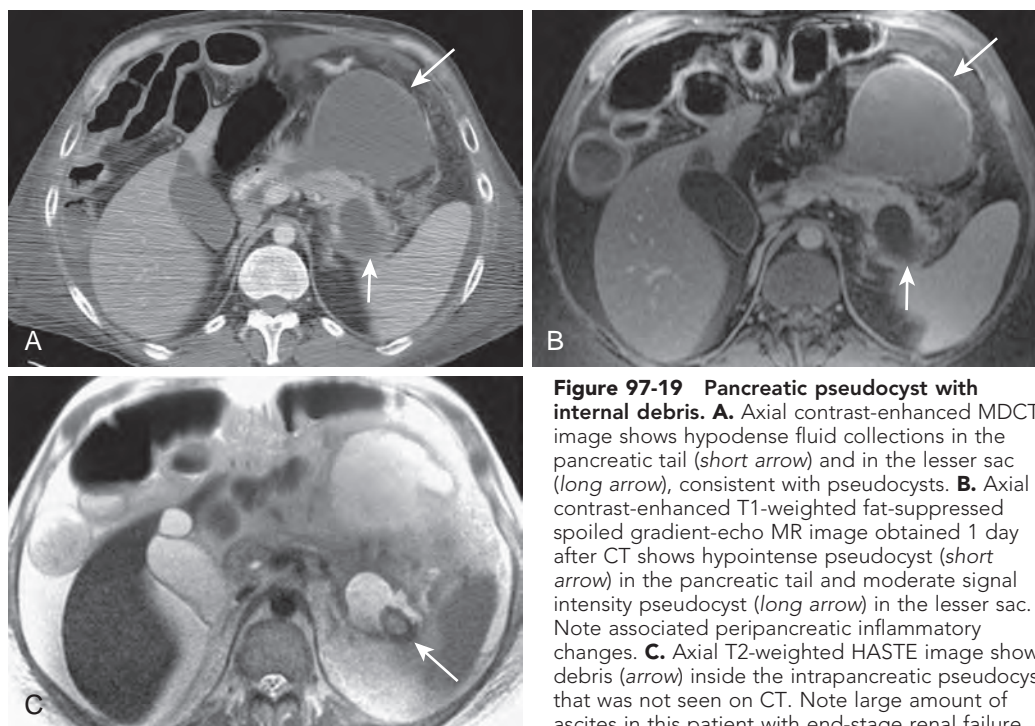 A
B
C
Figure 97-19 Pancreatic pseudocyst with
internal debris. A. Axial contrast-enhanced MDCT
image shows hypodense fluid collections in the
pancreatic tail (short arrow) and in the lesser sac
(long arrow), consistent with pseudocysts. B. Axial
contrast-enhanced T1-weighted fat-suppressed
spoiled gradient-echo MR image obtained 1 day
after CT shows hypointense pseudocyst (short
arrow) in the pancreatic tail and moderate signal
intensity pseudocyst (long arrow) in the lesser sac.
Note associated peripancreatic inflammatory
changes. C. Axial T2-weighted HASTE image show
debris (arrow) inside the intrapancreatic pseudocys
that was not seen on CT. Note large amount of
ascites in this patient with end-stage renal failure